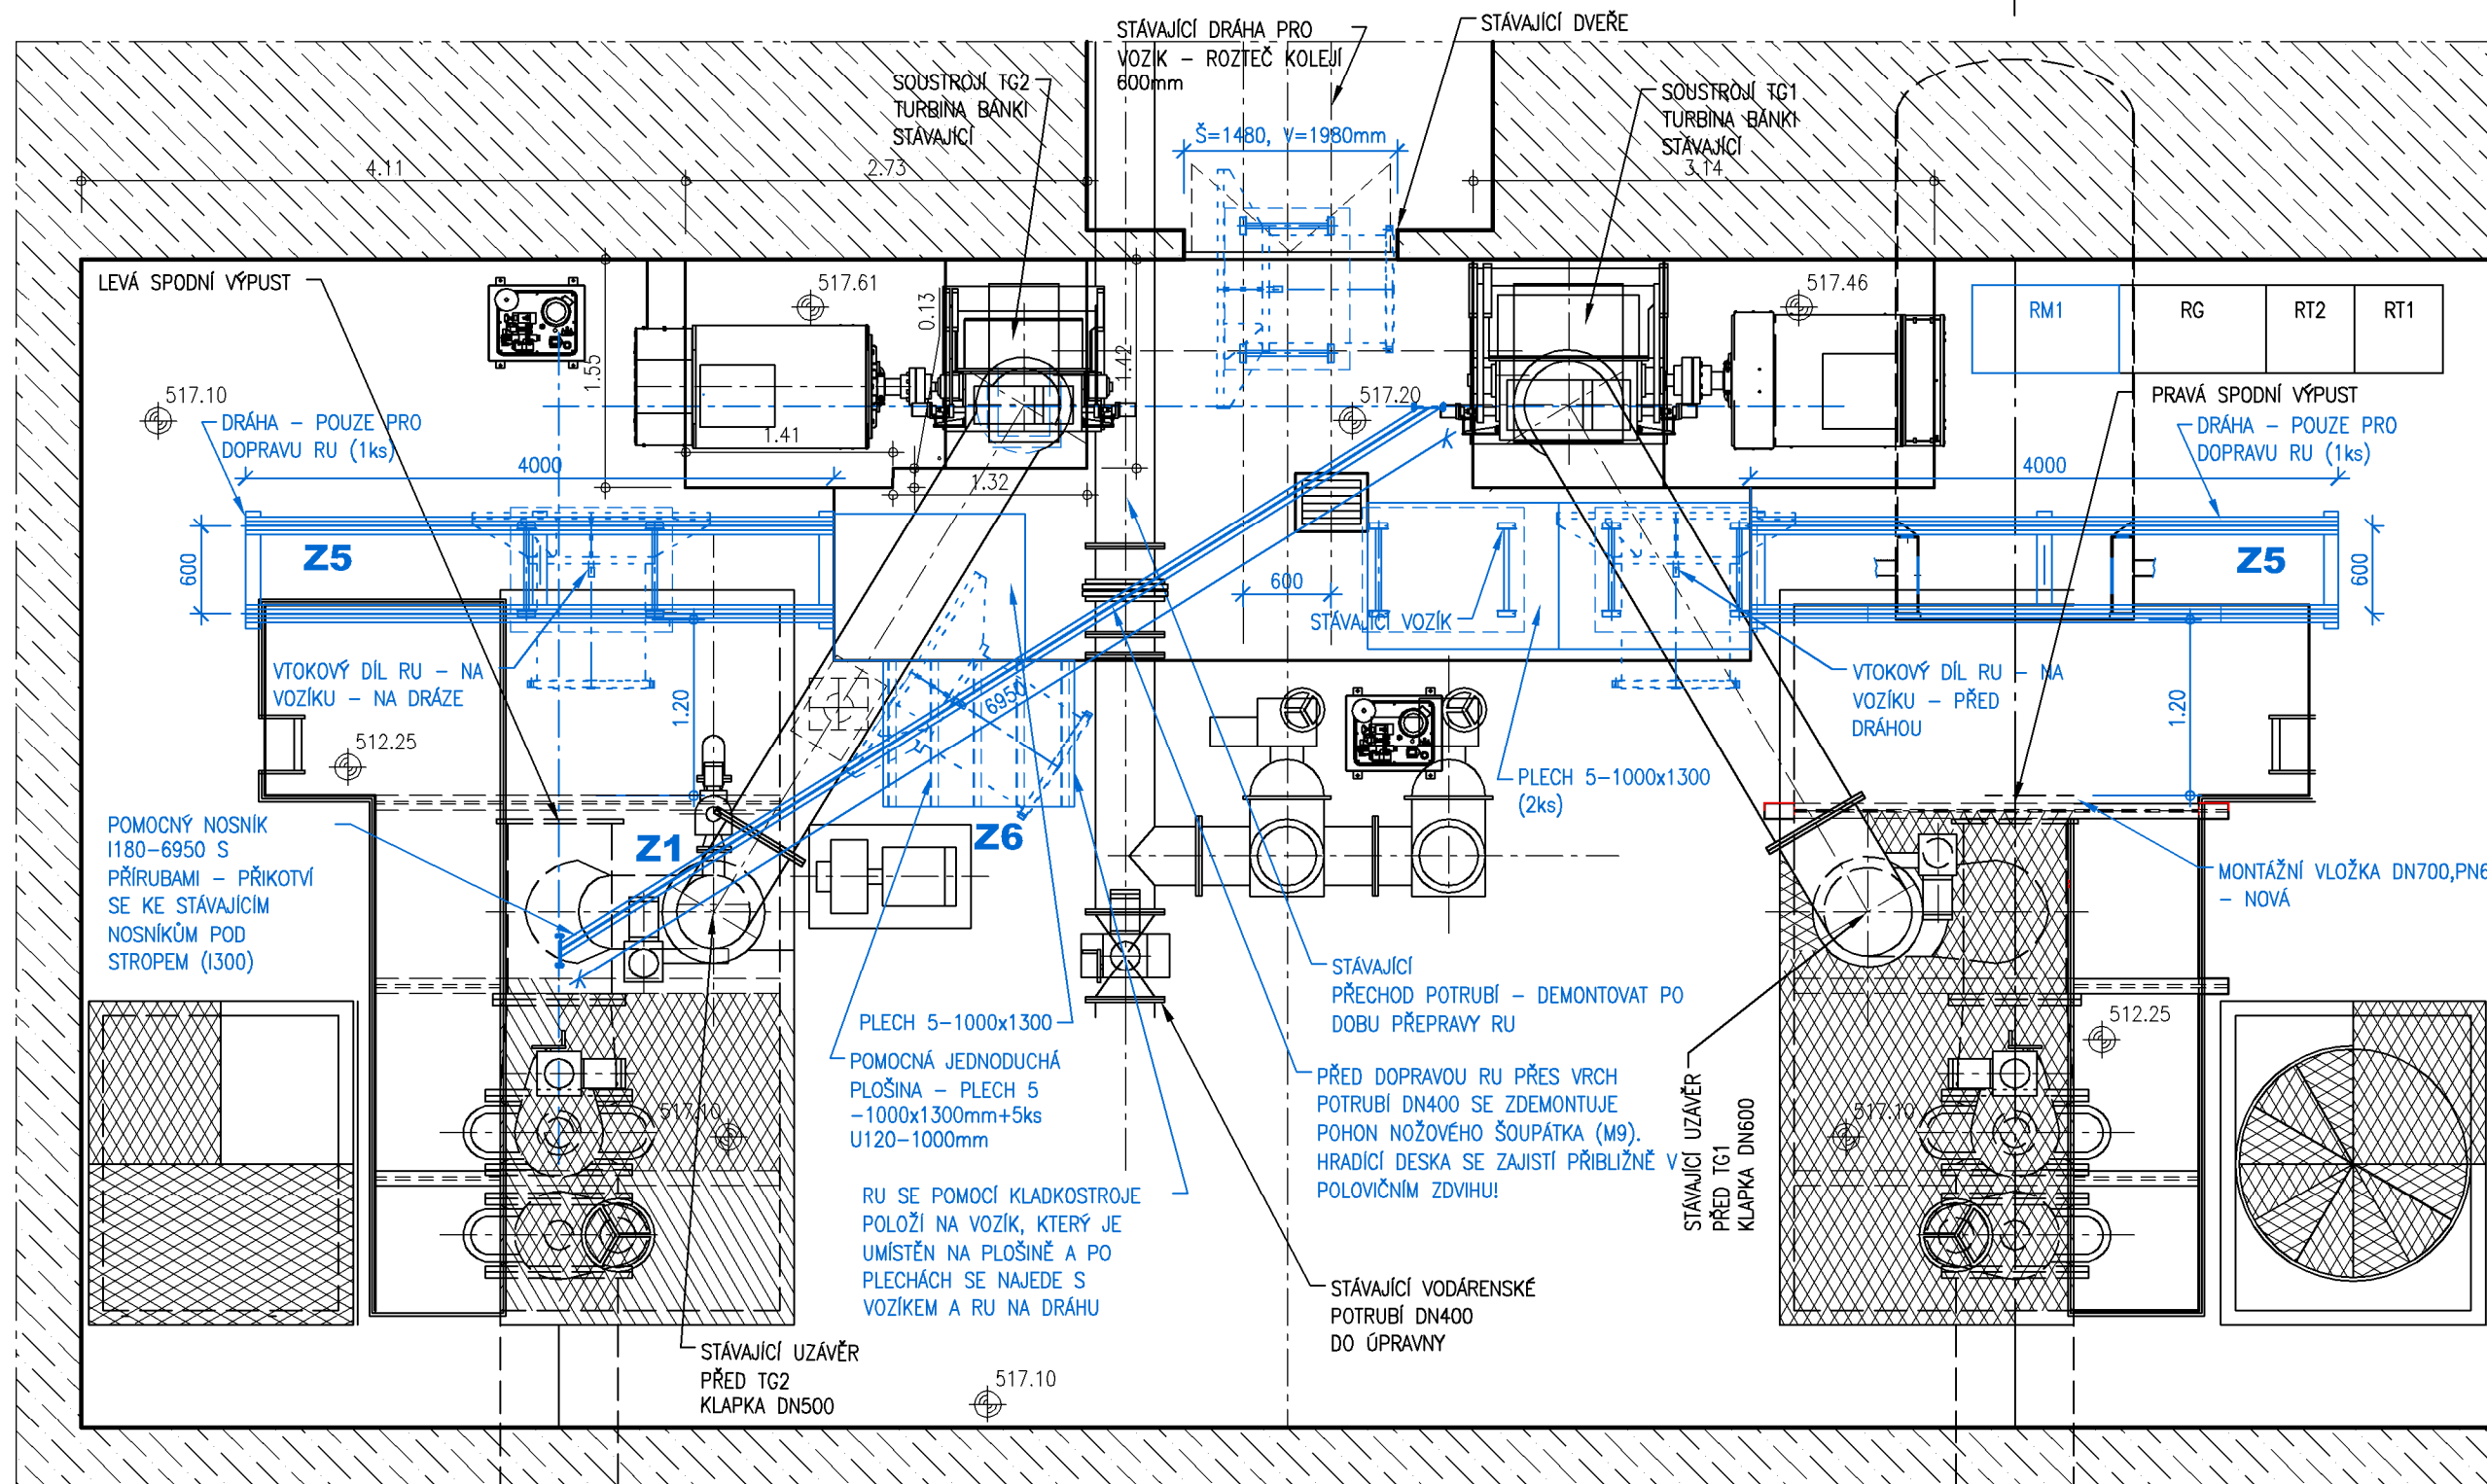 STÁVAJÍCÍ DRÁHA PRO
VOZÍK – ROZTEČ KOLEJÍ
600mm
STÁVAJÍCÍ DVEŘE
SOUSTROJÍ TG2
TURBINA BÁNKI
STÁVAJÍCÍ
SOUSTROJÍ TG1
TURBINA BÁNKI
STÁVAJÍCÍ
Š=1480, V=1980mm
4.11
2.73
3.14
LEVÁ SPODNÍ VÝPUST
517.61
517.46
0.13
1.55
1.42
RM1
RG
RT2
RT1
517.10
517.20
PRAVÁ SPODNÍ VÝPUST
DRÁHA – POUZE PRO
DOPRAVU RU (1ks)
DRÁHA – POUZE PRO
DOPRAVU RU (1ks)
1.41
4000
1.32
4000
600
Z5
600
STÁVAJÍCÍ VOZÍK
Z5
600
VTOKOVÝ DÍL RU – NA
VOZÍKU – NA DRÁZE
1.20
6950
VTOKOVÝ DÍL RU – NA
VOZÍKU – PŘED
DRÁHOU
1.20
512.25
PLECH 5–1000x1300
(2ks)
POMOCNÝ NOSNÍK
I180–6950 S
PŘÍRUBAMI – PŘIKOTVÍ
SE KE STÁVAJÍCÍM
NOSNÍKŮM POD
STROPEM (I300)
Z1
Z6
MONTÁŽNÍ VLOŽKA DN700,PN6
– NOVÁ
STÁVAJÍCÍ
PŘECHOD POTRUBÍ – DEMONTOVAT PO
DOBU PŘEPRAVY RU
PLECH 5–1000x1300
512.25
POMOCNÁ JEDNODUCHÁ
PLOŠINA – PLECH 5
–1000x1300mm+5ks
U120–1000mm
PŘED DOPRAVOU RU PŘES VRCH
POTRUBÍ DN400 SE ZDEMONTUJE
POHON NOŽOVÉHO ŠOUPÁTKA (M9).
HRADÍCÍ DESKA SE ZAJISTÍ PŘIBLIŽNĚ V
POLOVIČNÍM ZDVIHU!
517.10
517.10
STÁVAJÍCÍ UZÁVĚR
PŘED TG1
KLAPKA DN600
RU SE POMOCÍ KLADKOSTROJE
POLOŽÍ NA VOZÍK, KTERÝ JE
UMÍSTĚN NA PLOŠINĚ A PO
PLECHÁCH SE NAJEDE S
VOZÍKEM A RU NA DRÁHU
STÁVAJÍCÍ VODÁRENSKÉ
POTRUBÍ DN400
DO ÚPRAVNY
STÁVAJÍCÍ UZÁVĚR
PŘED TG2
KLAPKA DN500
517.10